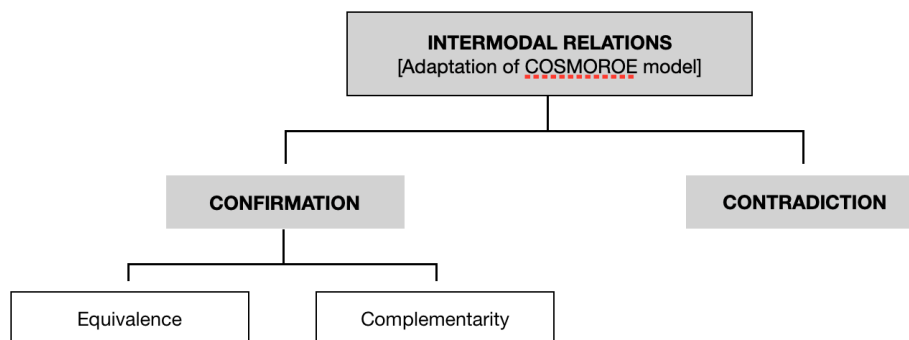 INTERMODAL RELATIONS
[Adaptation of COSMOROE model]
CONFIRMATION
CONTRADICTION
Equivalence
Complementarity